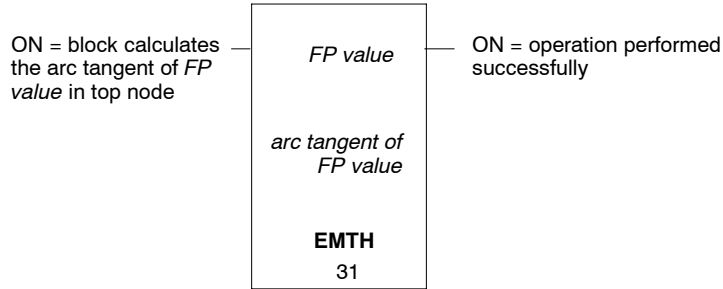 ON = block calculates
the arc tangent of FP
value in top node
FP value
ON = operation performed
successfully
arc tangent of
FP value
EMTH
31